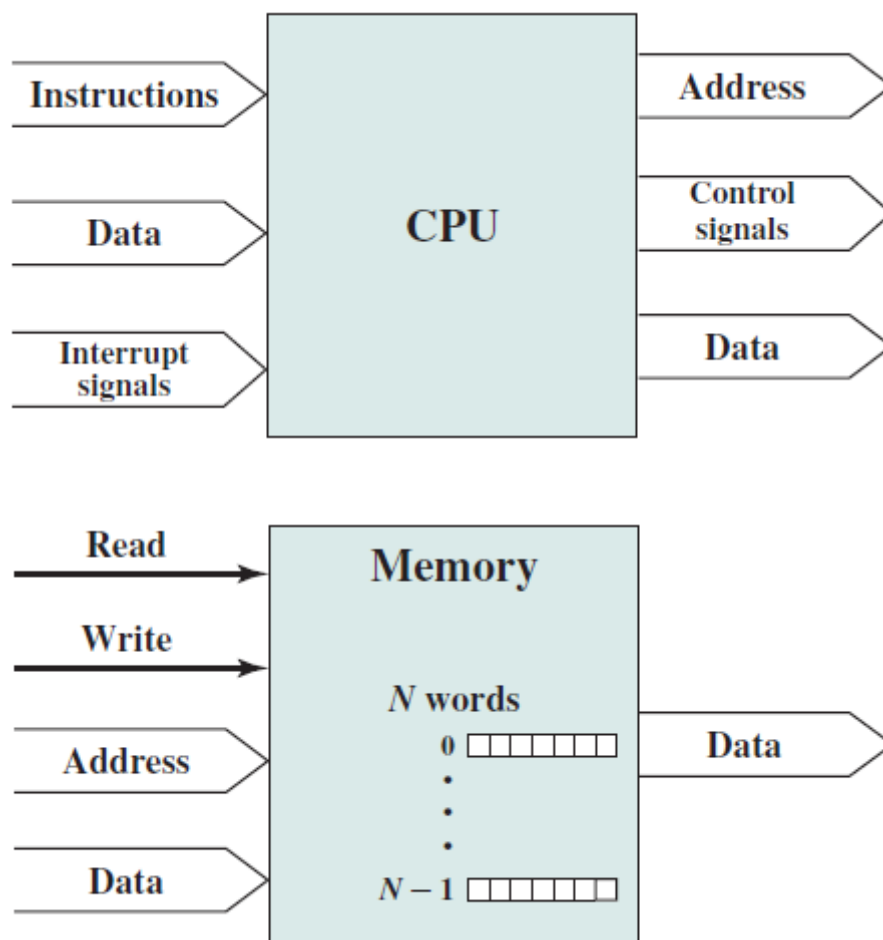 Instructions
Data
Interrupt
signals
CPU
Address
Control
signals
Data
Read
Write
Address
Data
Memory
N words
0
N – 1
Data